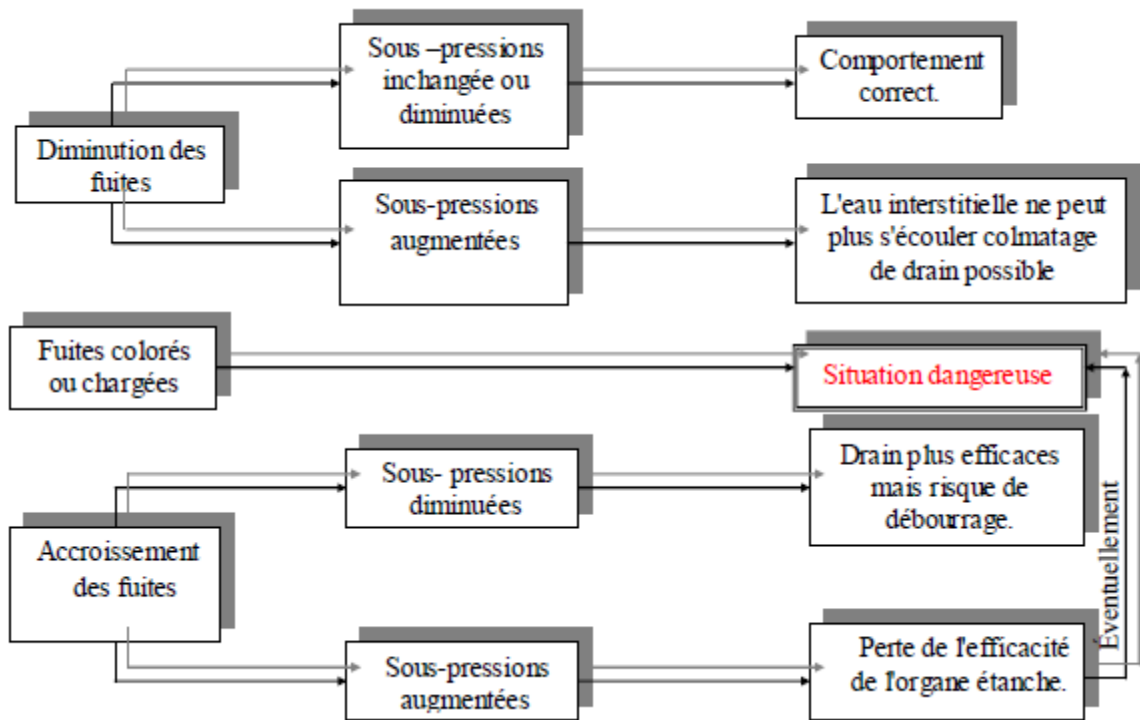 Sous –pressions
inchangée ou
diminuées
Comportement
correct.
Diminution des
fuites
Sous-pressions
augmentées
L'eau interstitielle ne peut
plus s'écouler colmatage
de drain possible
Fuites colorés
ou chargées
Situation dangereuse
Sous- pressions
diminuées
Drain plus efficaces
mais risque de
débourrage.
Accroissement
des fuites
Sous-pressions
augmentées
Perte de l'efficacité
de l'organe étanche.
Éventuellement